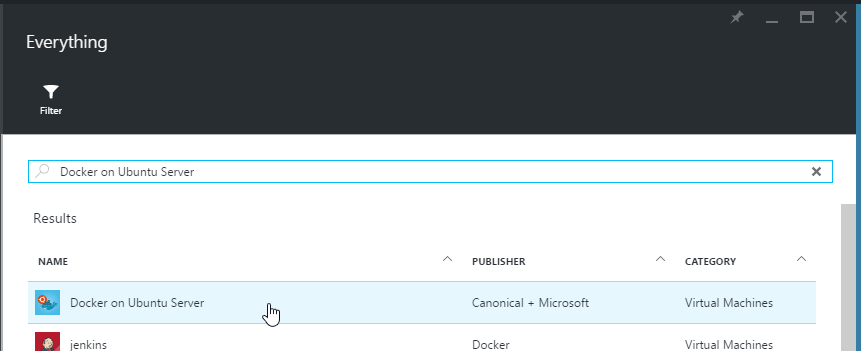 Everything
Filter
Docker on Ubuntu Server
Results
NAME PUBLISHER CATEGORY
Docker on Ubuntu Server Canonical + Microsoft Virtual Machines
jenkins Docker Virtual Machines